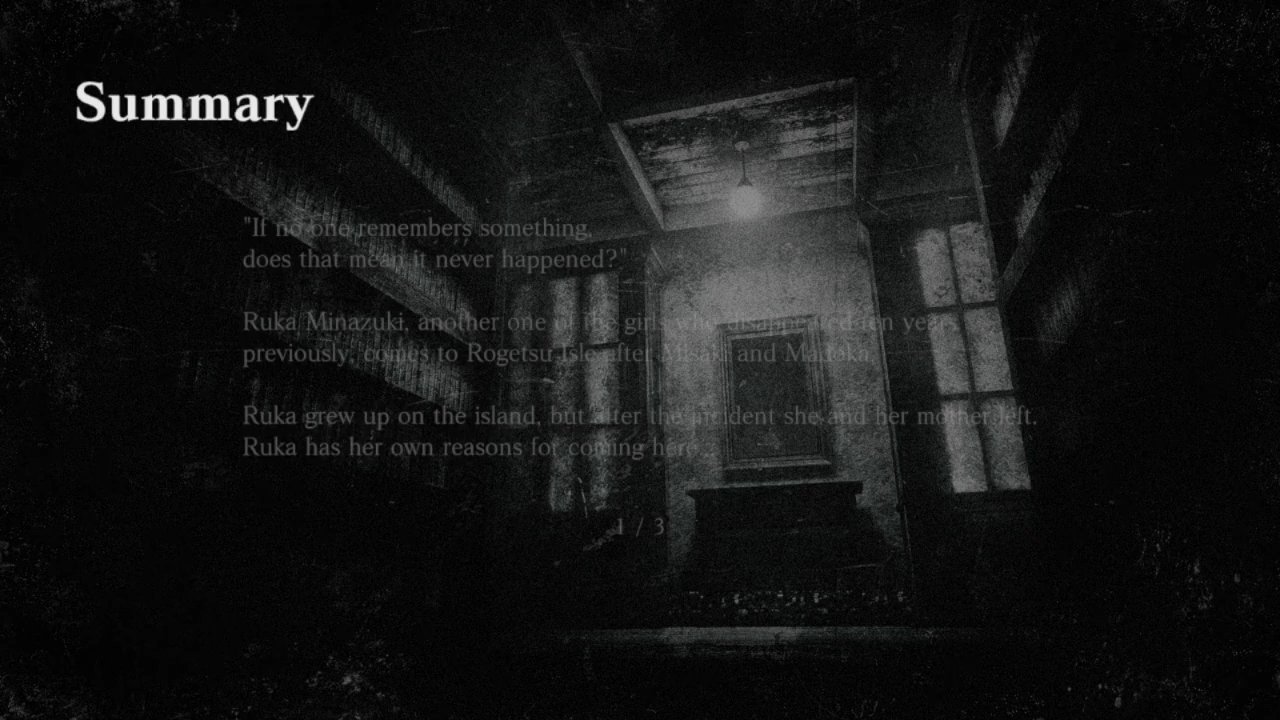 Summary
"If no one remembers something,
does that mean it never happened?"
Ruka Minazuki, another one of the girls who disappeared ten years
previously, comes to Rogetsu Isle after Misaki and Madoka.
Ruka grew up on the island, but after the incident she and her mother left.
Ruka has her own reasons for coming here...
1 / 3